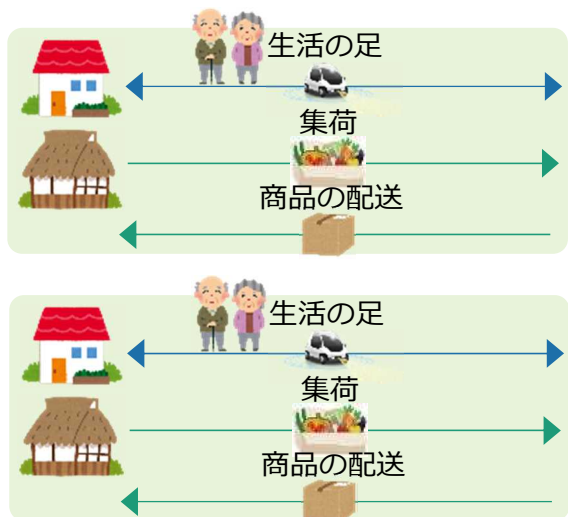 生活の足
集荷
商品の配送
生活の足
集荷
商品の配送